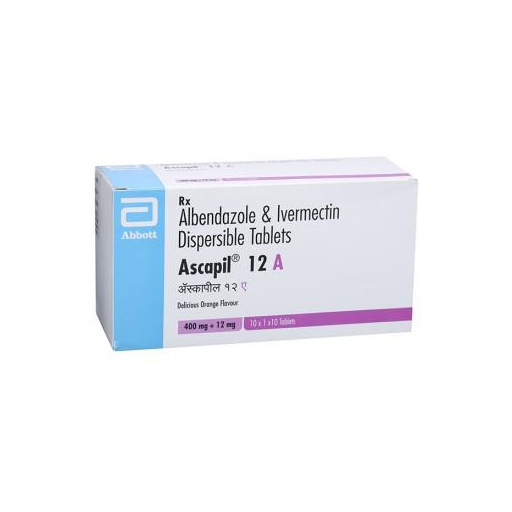 Abbott
Rx
Albendazole & Ivermectin
Dispersible Tablets
Ascapil® 12 A
ॲस्कापील १२ ए
Delicious Orange Flavour
400 mg + 12 mg
10 x 1 x10 Tablets